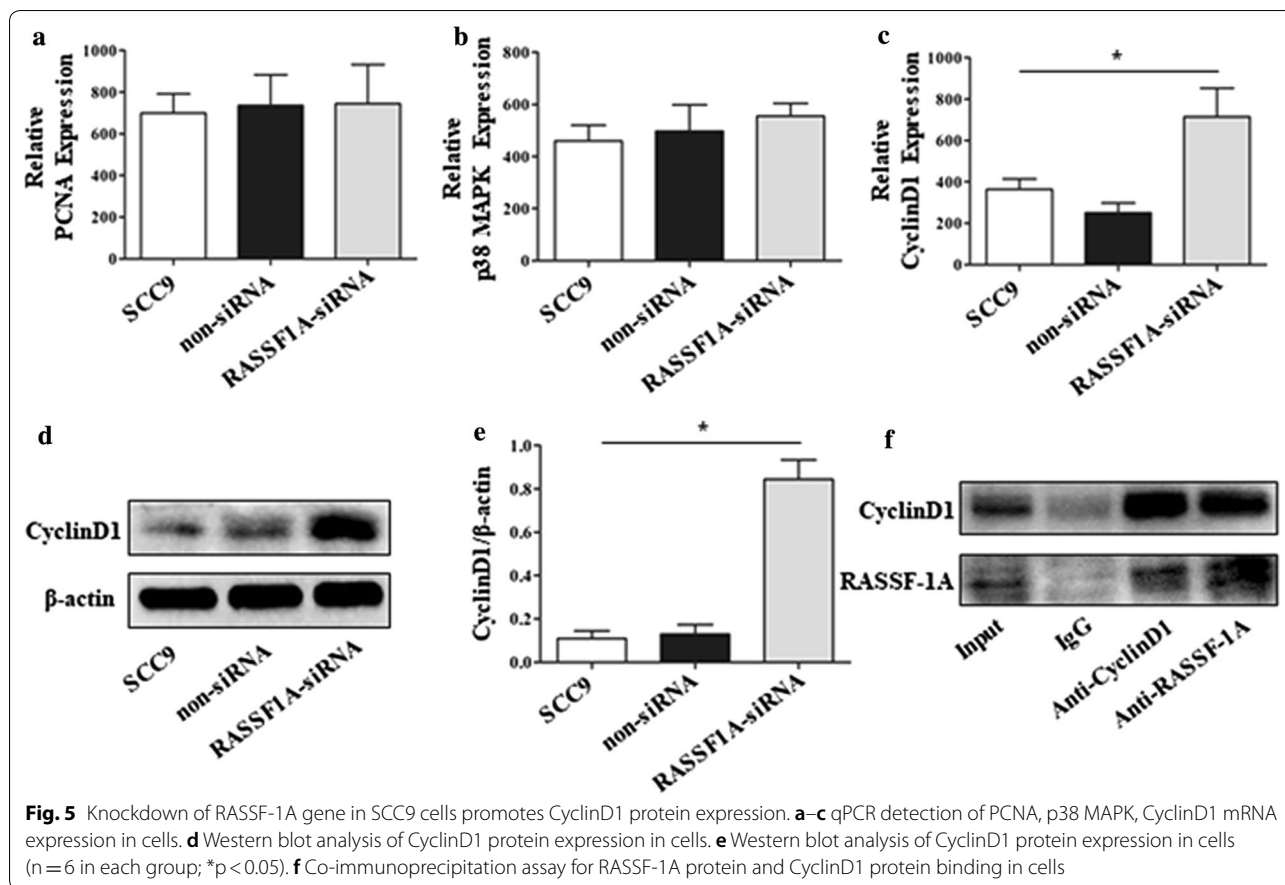 a
1000
800
600
400
200
0
Relative
PCNA Expression
SCC9
non-siRNA
RASSF1A-siRNA
b
800
600
400
200
0
Relative
p38 MAPK Expression
SCC9
non-siRNA
RASSF1A-siRNA
c
*
1000
800
600
400
200
0
Relative
CyclinD1 Expression
SCC9
non-siRNA
RASSF1A-siRNA
d
CyclinD1
β-actin
SCC9
non-siRNA
RASSF1A-siRNA
e
*
1.0
0.8
0.6
0.4
0.2
0.0
CyclinD1/β-actin
SCC9
non-siRNA
RASSF1A-siRNA
f
CyclinD1
RASSF-1A
Input
IgG
Anti-CyclinD1
Anti-RASSF-1A
Fig. 5 Knockdown of RASSF-1A gene in SCC9 cells promotes CyclinD1 protein expression. a–c qPCR detection of PCNA, p38 MAPK, CyclinD1 mRNA
expression in cells. d Western blot analysis of CyclinD1 protein expression in cells. e Western blot analysis of CyclinD1 protein expression in cells
(n = 6 in each group; *p < 0.05). f Co-immunoprecipitation assay for RASSF-1A protein and CyclinD1 protein binding in cells